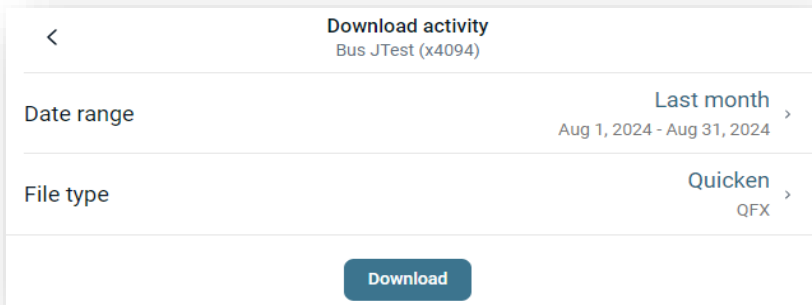 Download activity
Bus JTest (x4094)
Date range
Last month
Aug 1, 2024 - Aug 31, 2024
File type
Quicken
QFX
Download